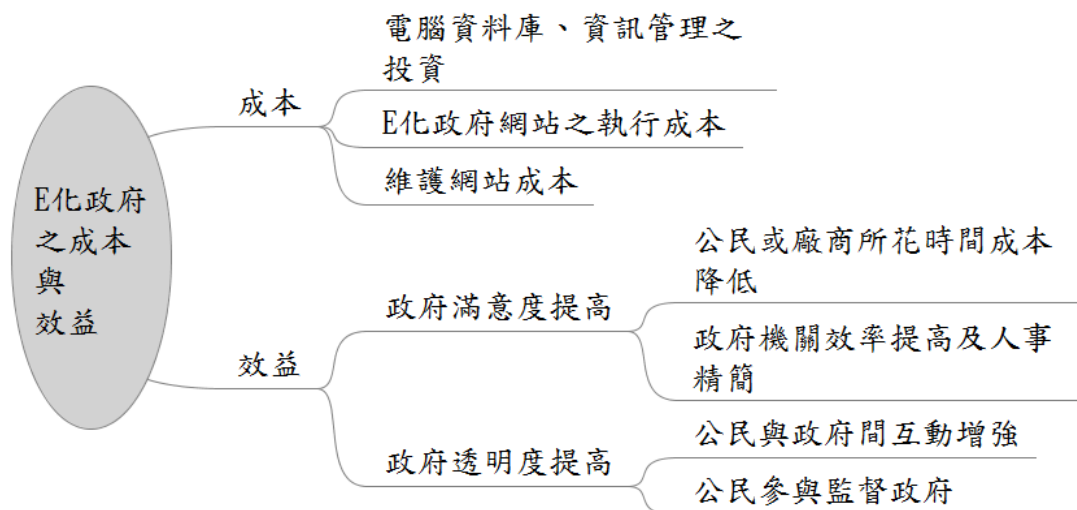 E化政府
之成本
與
效益
成本
電腦資料庫、資訊管理之
投資
E化政府網站之執行成本
維護網站成本
效益
政府滿意度提高
公民或廠商所花時間成本
降低
政府機關效率提高及人事
精簡
政府透明度提高
公民與政府間互動增強
公民參與監督政府